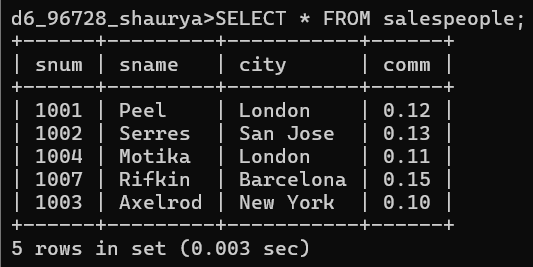 d6_96728_shaurya>SELECT * FROM salespeople;
+------+---------+-----------+------+
| snum | sname   | city      | comm |
+------+---------+-----------+------+
| 1001 | Peel    | London    | 0.12 |
| 1002 | Serres  | San Jose  | 0.13 |
| 1004 | Motika  | London    | 0.11 |
| 1007 | Rifkin  | Barcelona | 0.15 |
| 1003 | Axelrod | New York  | 0.10 |
+------+---------+-----------+------+
5 rows in set (0.003 sec)